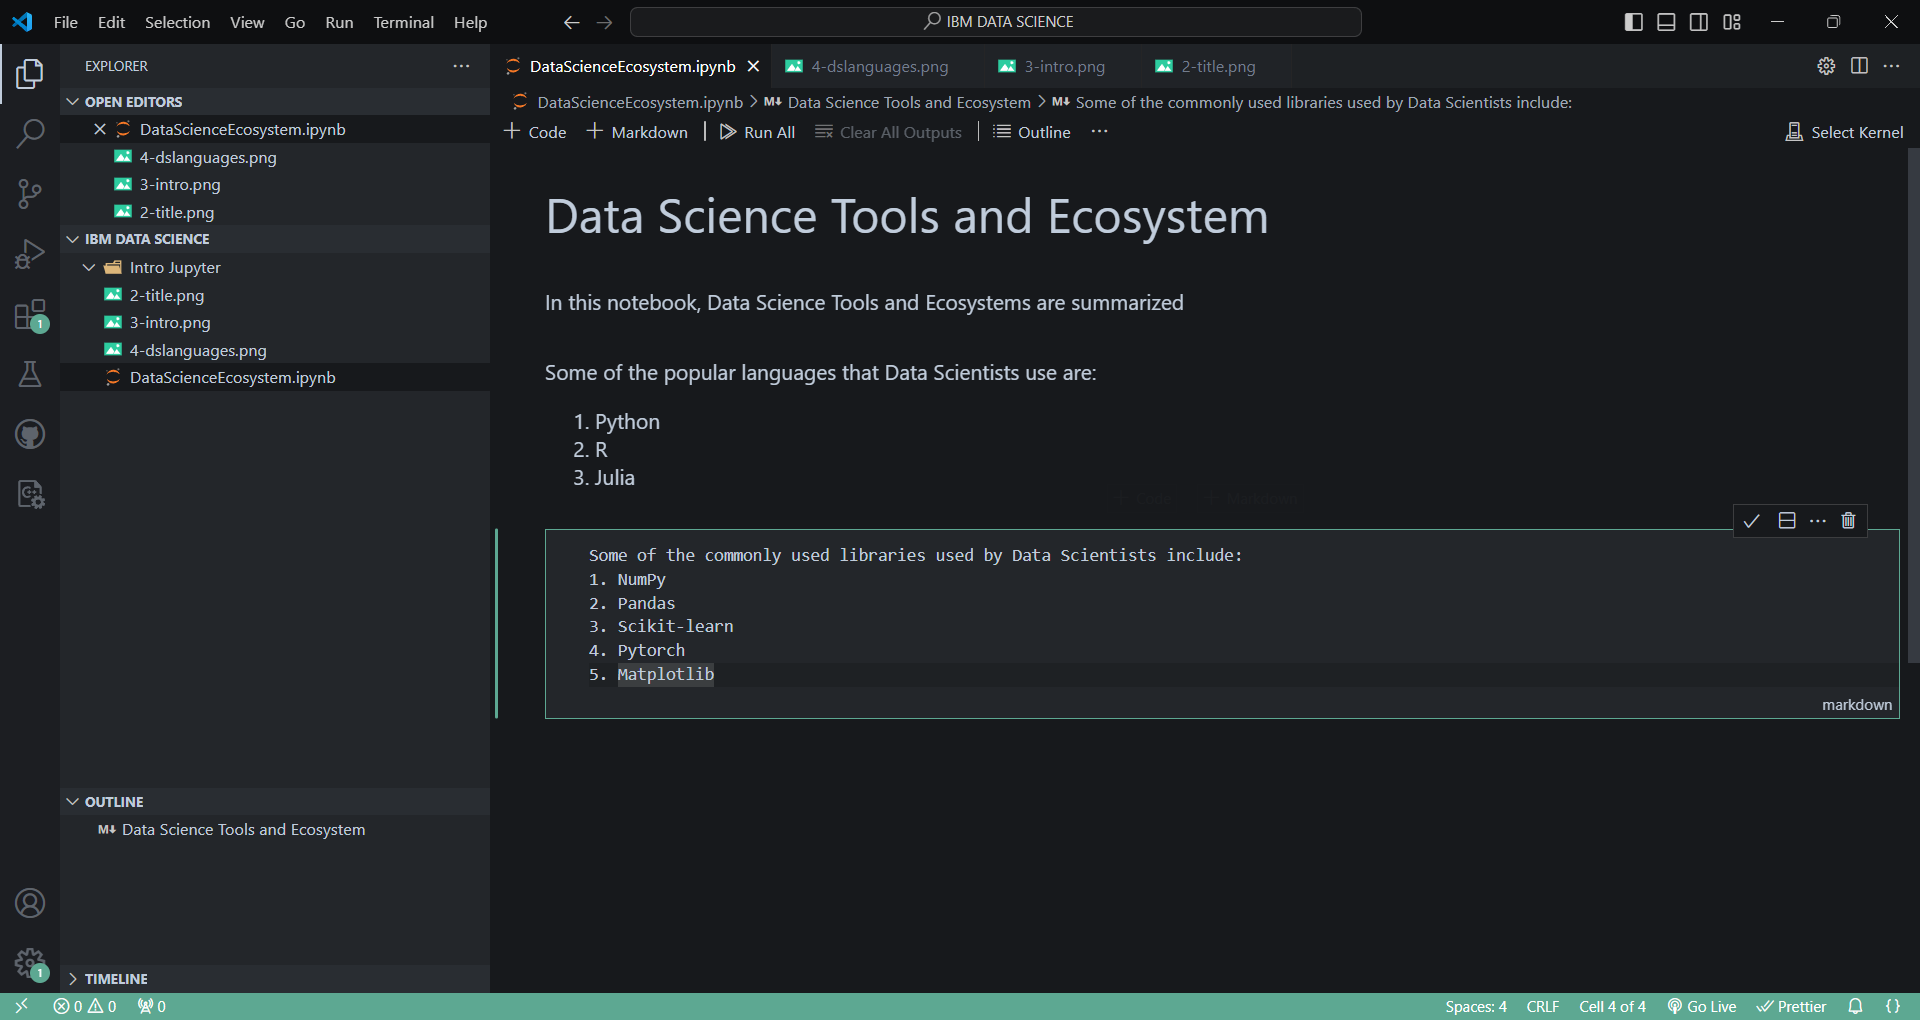 File Edit Selection View Go Run Terminal Help
IBM DATA SCIENCE
EXPLORER
OPEN EDITORS
DataScienceEcosystem.ipynb
4-dslanguages.png
3-intro.png
2-title.png
IBM DATA SCIENCE
Intro Jupyter
2-title.png
3-intro.png
4-dslanguages.png
DataScienceEcosystem.ipynb
OUTLINE
M Data Science Tools and Ecosystem
TIMELINE
1
1
DataScienceEcosystem.ipynb 4-dslanguages.png 3-intro.png 2-title.png
DataScienceEcosystem.ipynb > M Data Science Tools and Ecosystem > M Some of the commonly used libraries used by Data Scientists include:
+ Code + Markdown | Run All Clear All Outputs | Outline ... Select Kernel
Data Science Tools and Ecosystem
In this notebook, Data Science Tools and Ecosystems are summarized
Some of the popular languages that Data Scientists use are:
1. Python
2. R
3. Julia
Some of the commonly used libraries used by Data Scientists include:
1. NumPy
2. Pandas
3. Scikit-learn
4. Pytorch
5. Matplotlib
markdown
0 0 0 Spaces: 4 CRLF Cell 4 of 4 Go Live Prettier {}